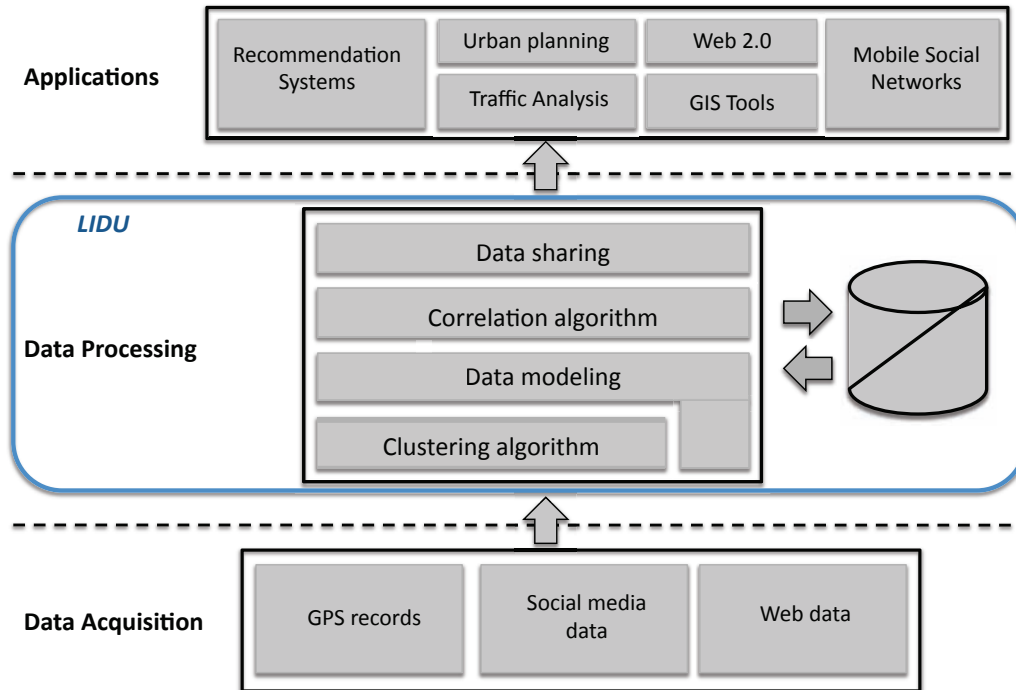 Applications
Recommendation
Systems
Urban planning
Traffic Analysis
Web 2.0
GIS Tools
Mobile Social
Networks
LIDU
Data Processing
Data sharing
Correlation algorithm
Data modeling
Clustering algorithm
Data Acquisition
GPS records
Social media
data
Web data